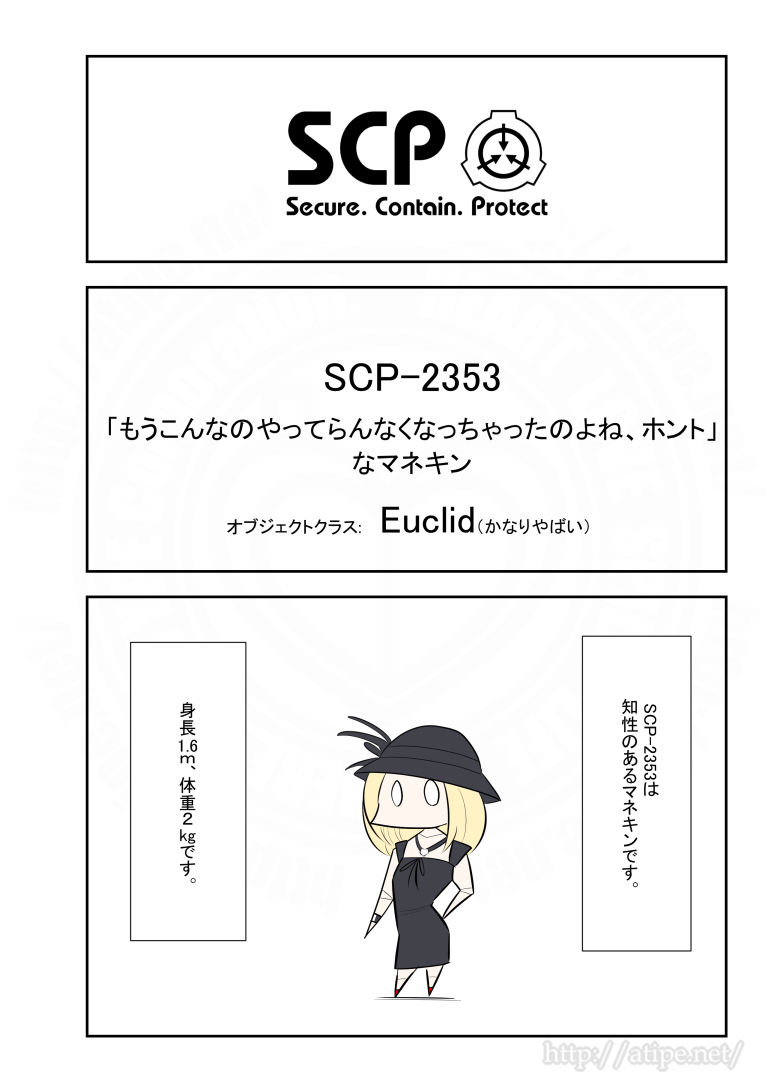 SCP
Secure. Contain. Protect
SCP-2353
「もうこんなのやってらんなくなっちゃったのよね、ホント」
なマネキン
オブジェクトクラス: Euclid(かなりやばい)
SCP-2353は
知性のあるマネキンです。
身長1.6m、体重2kgです。
http://atipe.net/